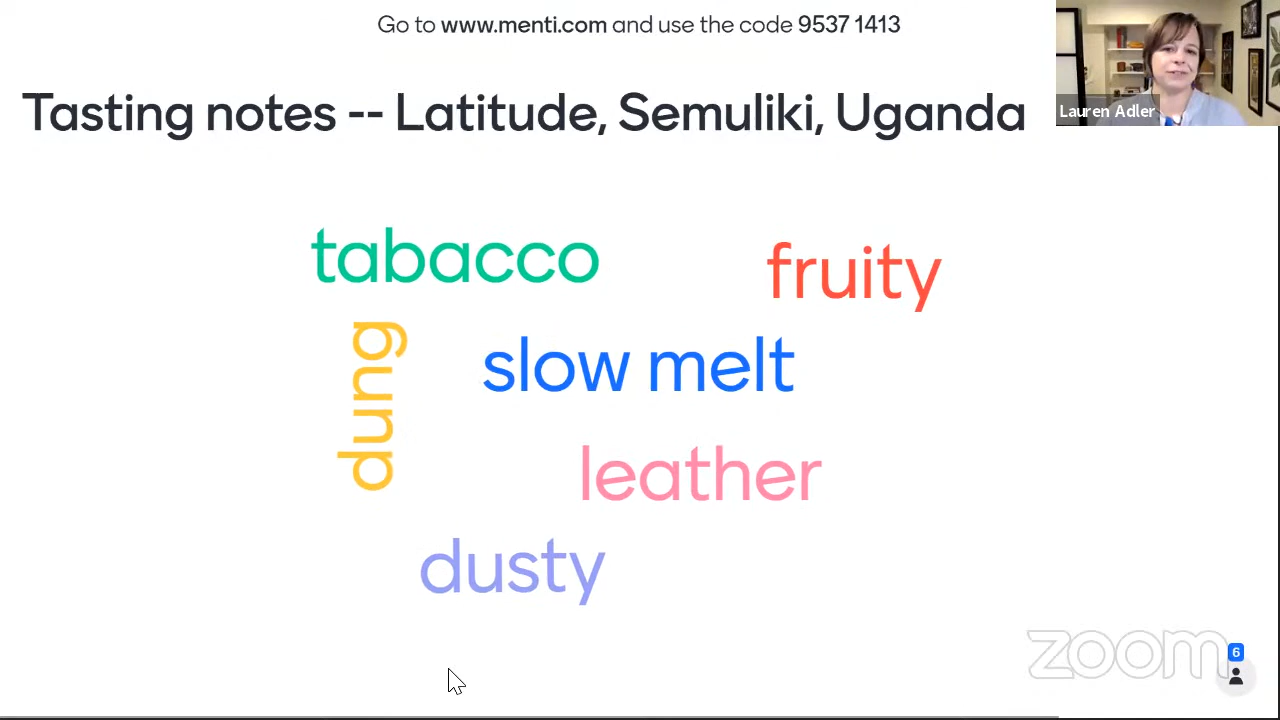 Go to www.menti.com and use the code 9537 1413
Lauren Adler
Tasting notes -- Latitude, Semuliki, Uganda
tabacco
fruity
dung
slow melt
leather
dusty
zoom
6